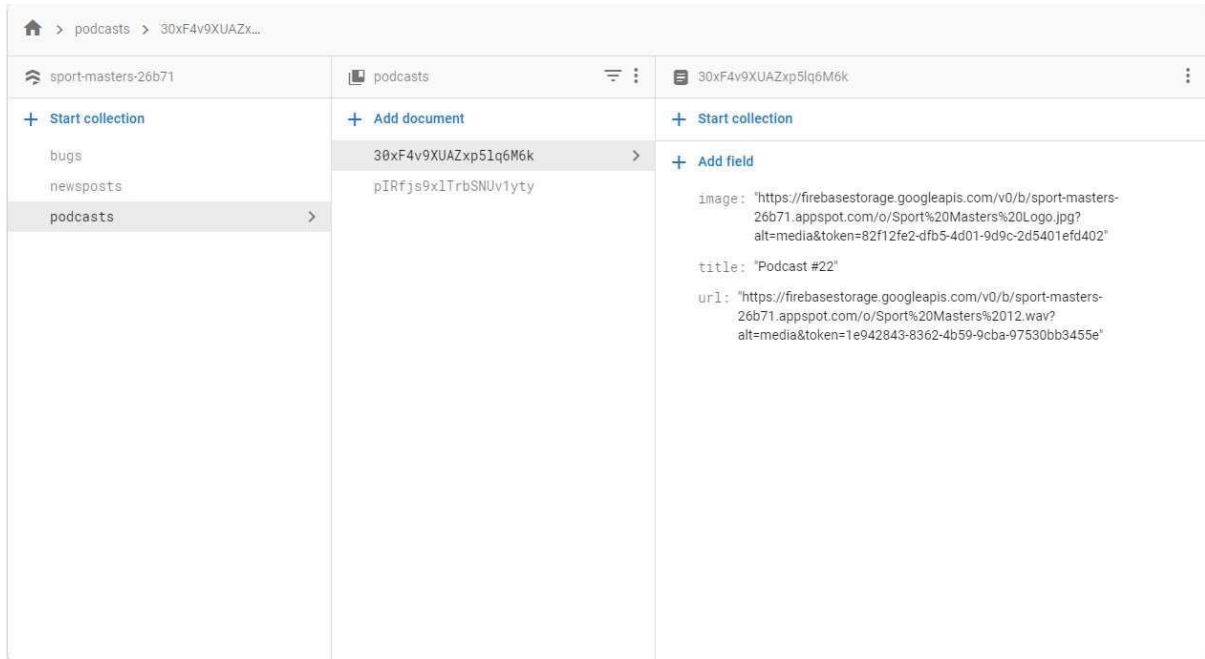 podcasts > 30xF4v9XUAZx...
sport-masters-26b71
podcasts
30xF4v9XUAZxp5lq6M6k
+ Start collection
+ Add document
+ Start collection
bugs
newsposts
podcasts
30xF4v9XUAZxp5lq6M6k
pIRfjs9xlTrbSNUv1yty
+ Add field
image: "https://firebasestorage.googleapis.com/v0/b/sport-masters-
26b71.appspot.com/o/Sport%20Masters%20Logo.jpg?
alt=media&token=82f12fe2-dfb5-4d01-9d9c-2d5401efd402"
title: "Podcast #22"
url: "https://firebasestorage.googleapis.com/v0/b/sport-masters-
26b71.appspot.com/o/Sport%20Masters%2012.wav?
alt=media&token=1e942843-8362-4b59-9cba-97530bb3455e"